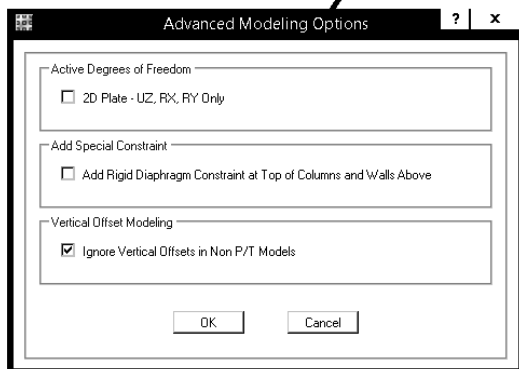 Advanced Modeling Options
? x
Active Degrees of Freedom
2D Plate - UZ, RX, RY Only
Add Special Constraint
Add Rigid Diaphragm Constraint at Top of Columns and Walls Above
Vertical Offset Modeling
Ignore Vertical Offsets in Non P/T Models
OK Cancel